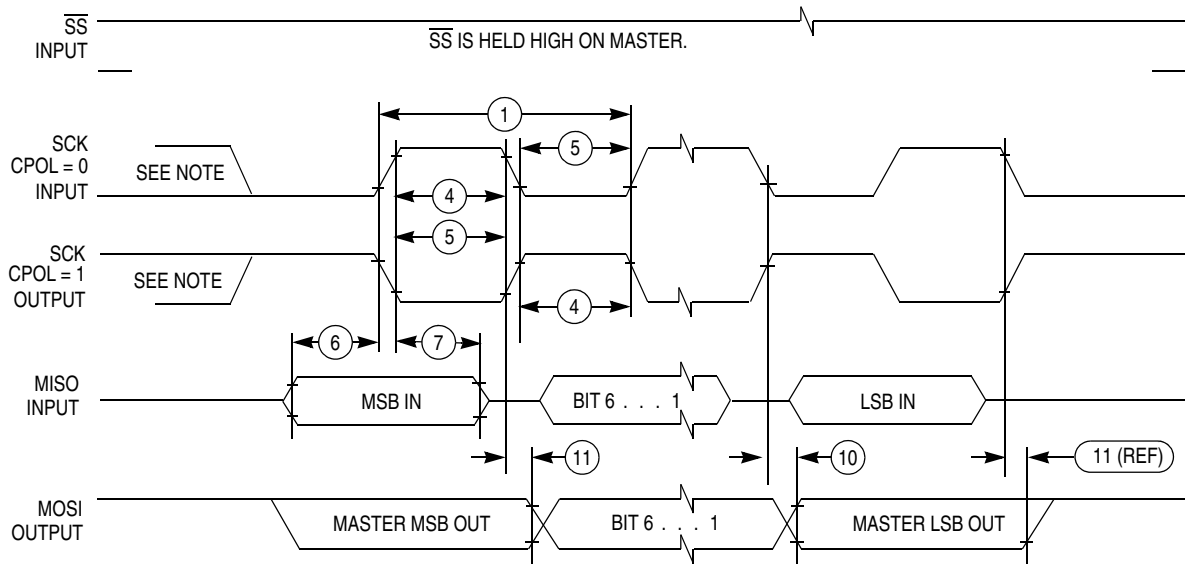 SS
INPUT
SS IS HELD HIGH ON MASTER.
1
SCK
CPOL = 0
INPUT
SEE NOTE
5
4
5
SCK
CPOL = 1
OUTPUT
SEE NOTE
4
6
7
MISO
INPUT
MSB IN
BIT 6 . . . 1
LSB IN
11
10
11 (REF)
MOSI
OUTPUT
MASTER MSB OUT
BIT 6 . . . 1
MASTER LSB OUT